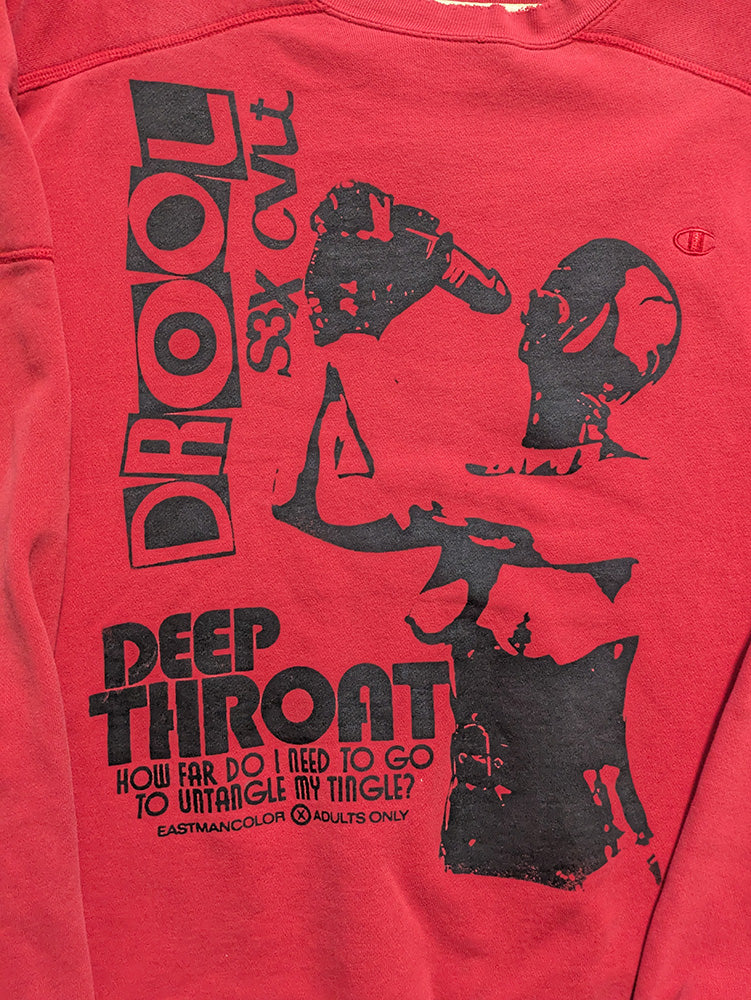 DROOL
S3X CVLt
DEEP
THROAT
HOW FAR DO I NEED TO GO
TO UNTANGLE MY TINGLE?
EASTMANCOLOR X ADULTS ONLY